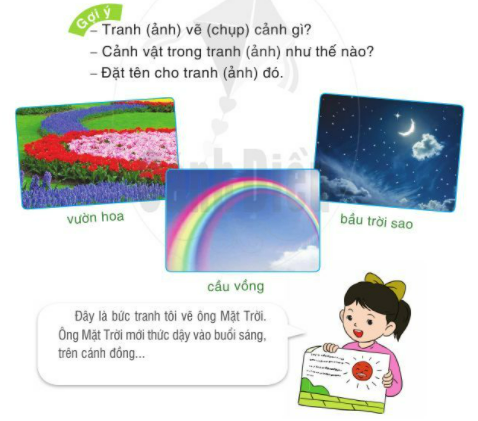 Gợi ý
– Tranh (ảnh) vẽ (chụp) cảnh gì?
– Cảnh vật trong tranh (ảnh) như thế nào?
– Đặt tên cho tranh (ảnh) đó.
vườn hoa
bầu trời sao
cầu vồng
Đây là bức tranh tôi vẽ ông Mặt Trời.
Ông Mặt Trời mới thức dậy vào buổi sáng,
trên cánh đồng...